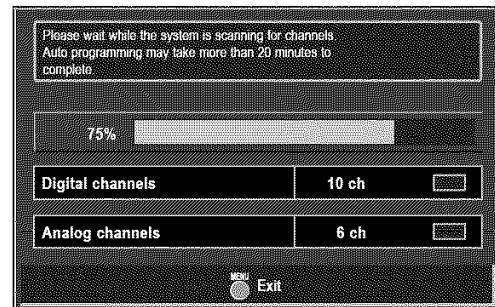 Please wait while the system is scanning for channels.
Auto programming may take more than 20 minutes to
complete.
75%
Digital channels 10 ch
Analog channels 6 ch
MENU
Exit